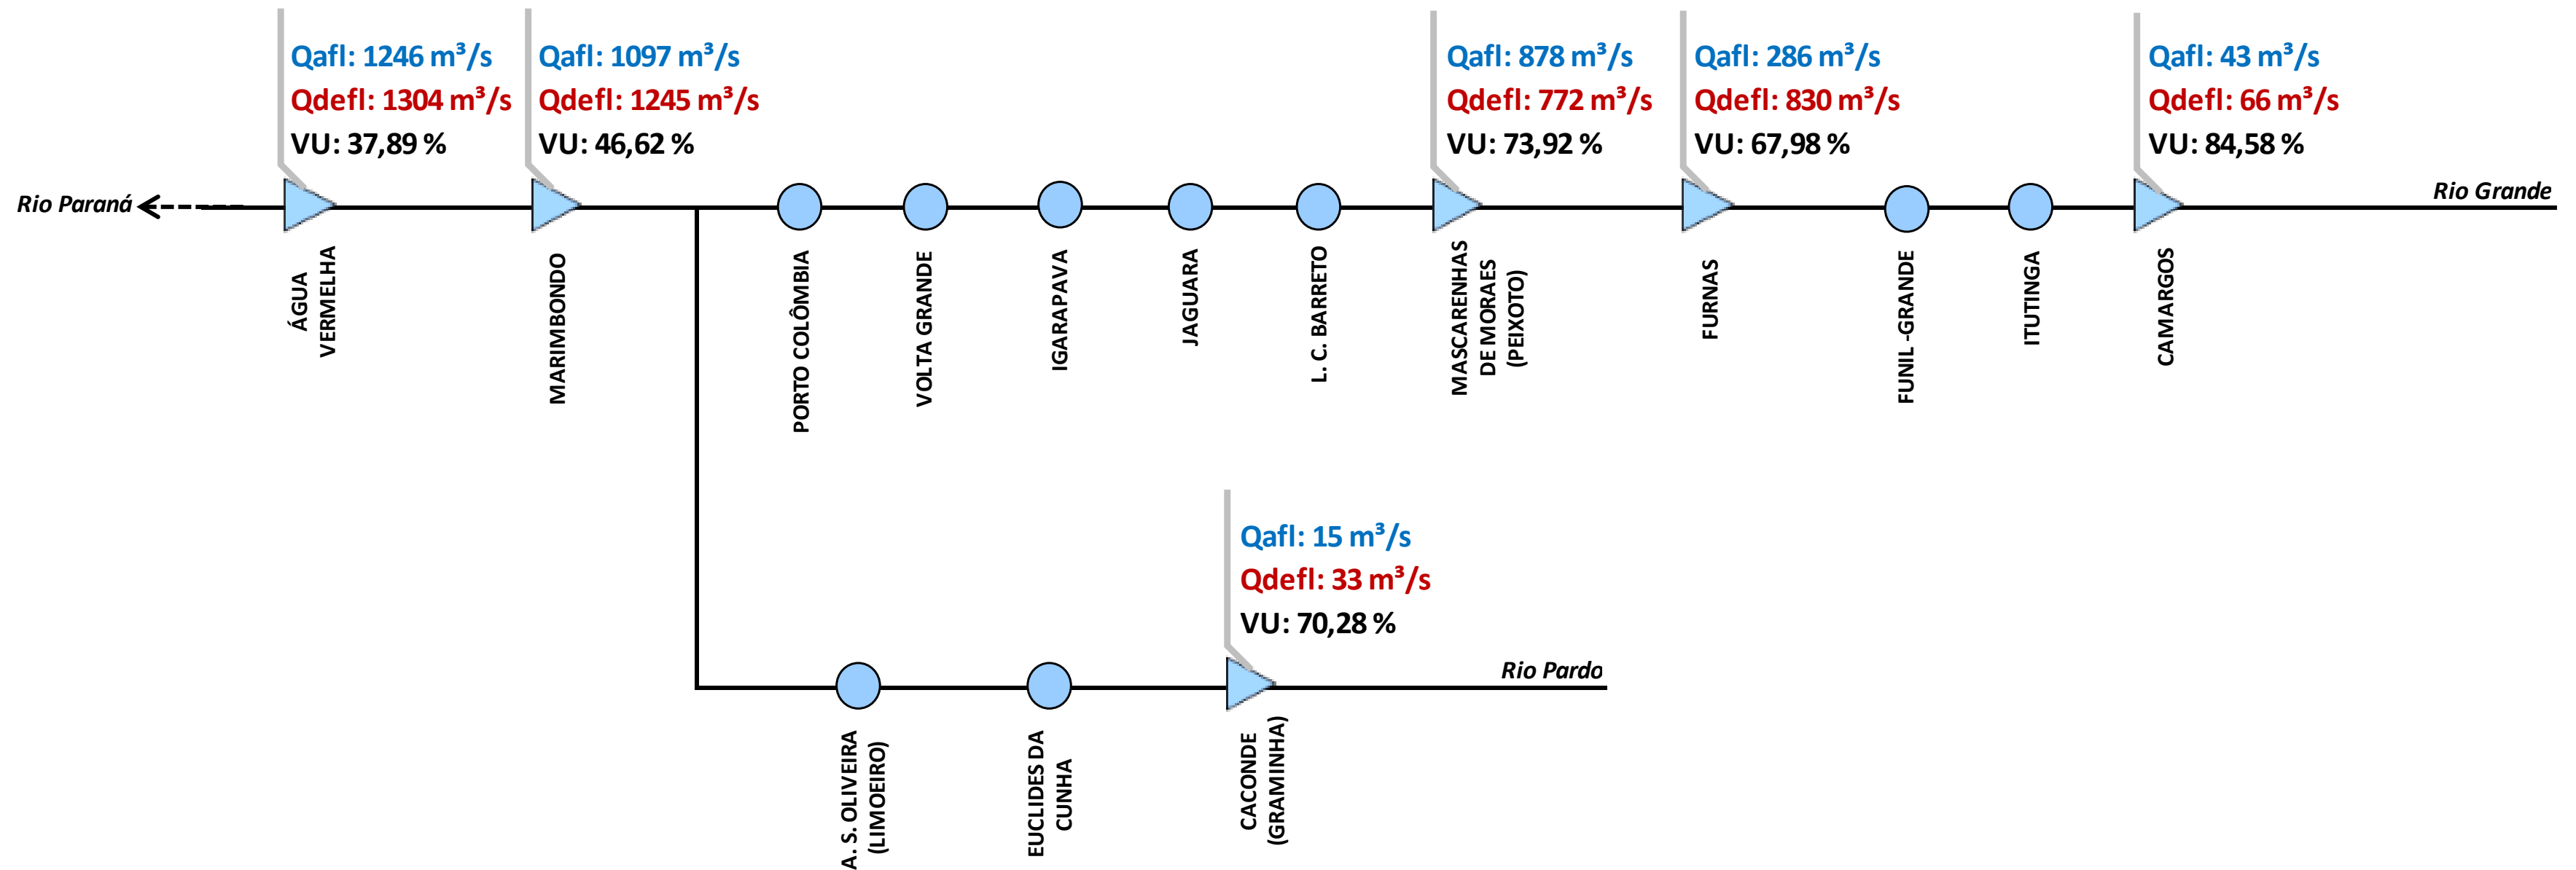 Qafl: 1246 m³/s
Qdefl: 1304 m³/s
VU: 37,89 %
Qafl: 1097 m³/s
Qdefl: 1245 m³/s
VU: 46,62 %
Qafl: 878 m³/s
Qdefl: 772 m³/s
VU: 73,92 %
Qafl: 286 m³/s
Qdefl: 830 m³/s
VU: 67,98 %
Qafl: 43 m³/s
Qdefl: 66 m³/s
VU: 84,58 %
Rio Paraná
Rio Grande
ÁGUA
VERMELHA
MARIMBONDO
PORTO COLÔMBIA
VOLTA GRANDE
IGARAPAVA
JAGUARA
L. C. BARRETO
MASCARENHAS
DE MORAES
(PEIXOTO)
FURNAS
FUNIL -GRANDE
ITUTINGA
CAMARGOS
Qafl: 15 m³/s
Qdefl: 33 m³/s
VU: 70,28 %
Rio Pardo
A. S. OLIVEIRA
(LIMOEIRO)
EUCLIDES DA
CUNHA
CACONDE
(GRAMINHA)